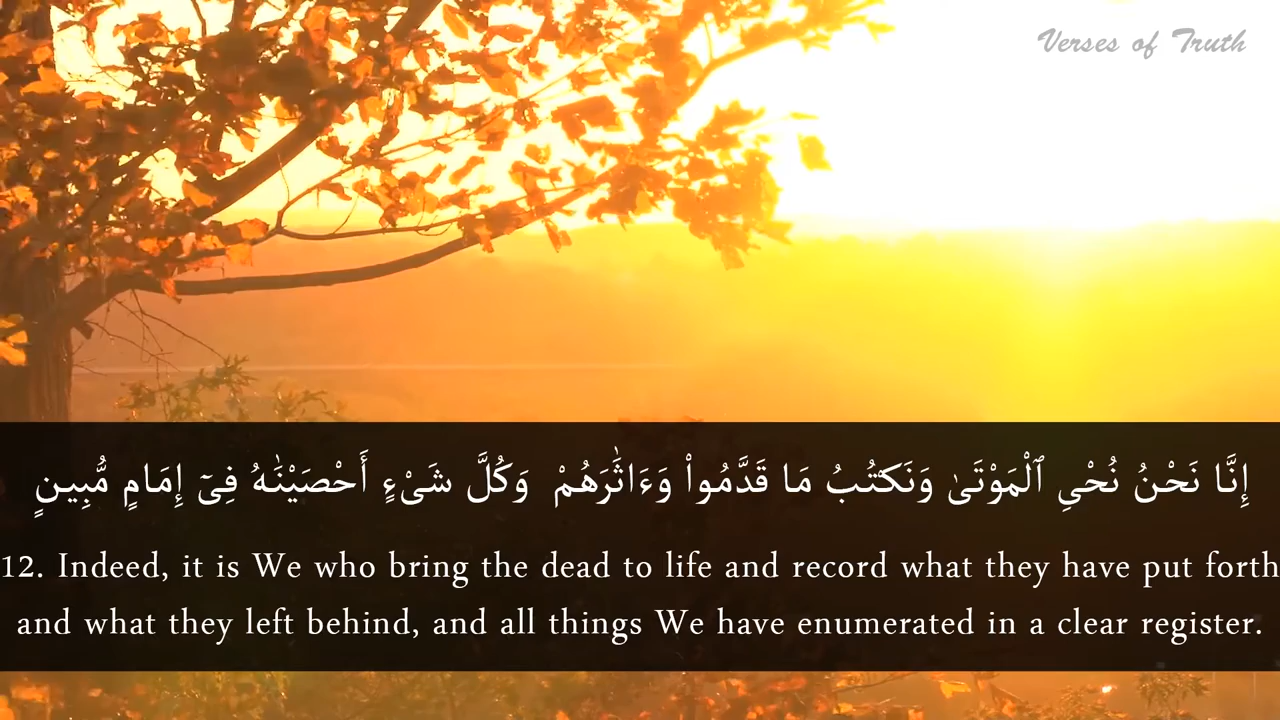 Verses of Truth
إِنَّا نَحْنُ نُحْىِ ٱلْمَوْتَىٰ وَنَكْتُبُ مَا قَدَّمُوا۟ وَءَاثَٰرَهُمْ وَكُلَّ شَىْءٍ أَحْصَيْنَٰهُ فِىٓ إِمَامٍ مُّبِينٍ
12. Indeed, it is We who bring the dead to life and record what they have put forth
and what they left behind, and all things We have enumerated in a clear register.